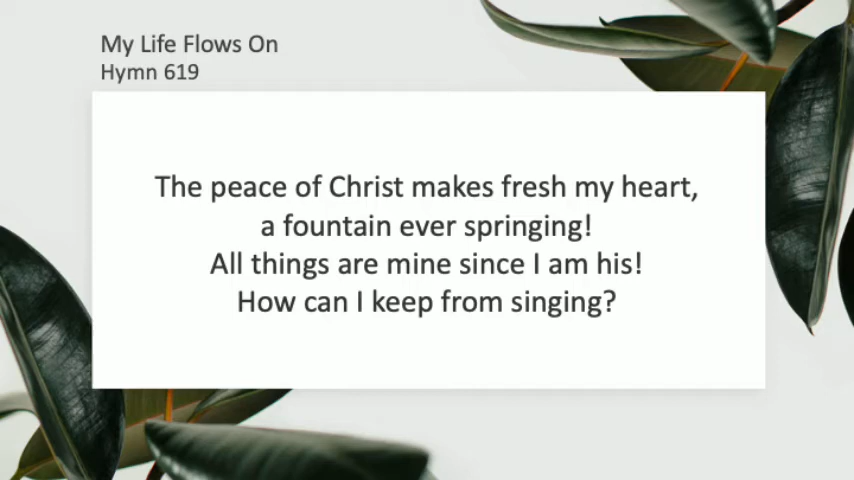 My Life Flows On
Hymn 619
The peace of Christ makes fresh my heart,
a fountain ever springing!
All things are mine since I am his!
How can I keep from singing?